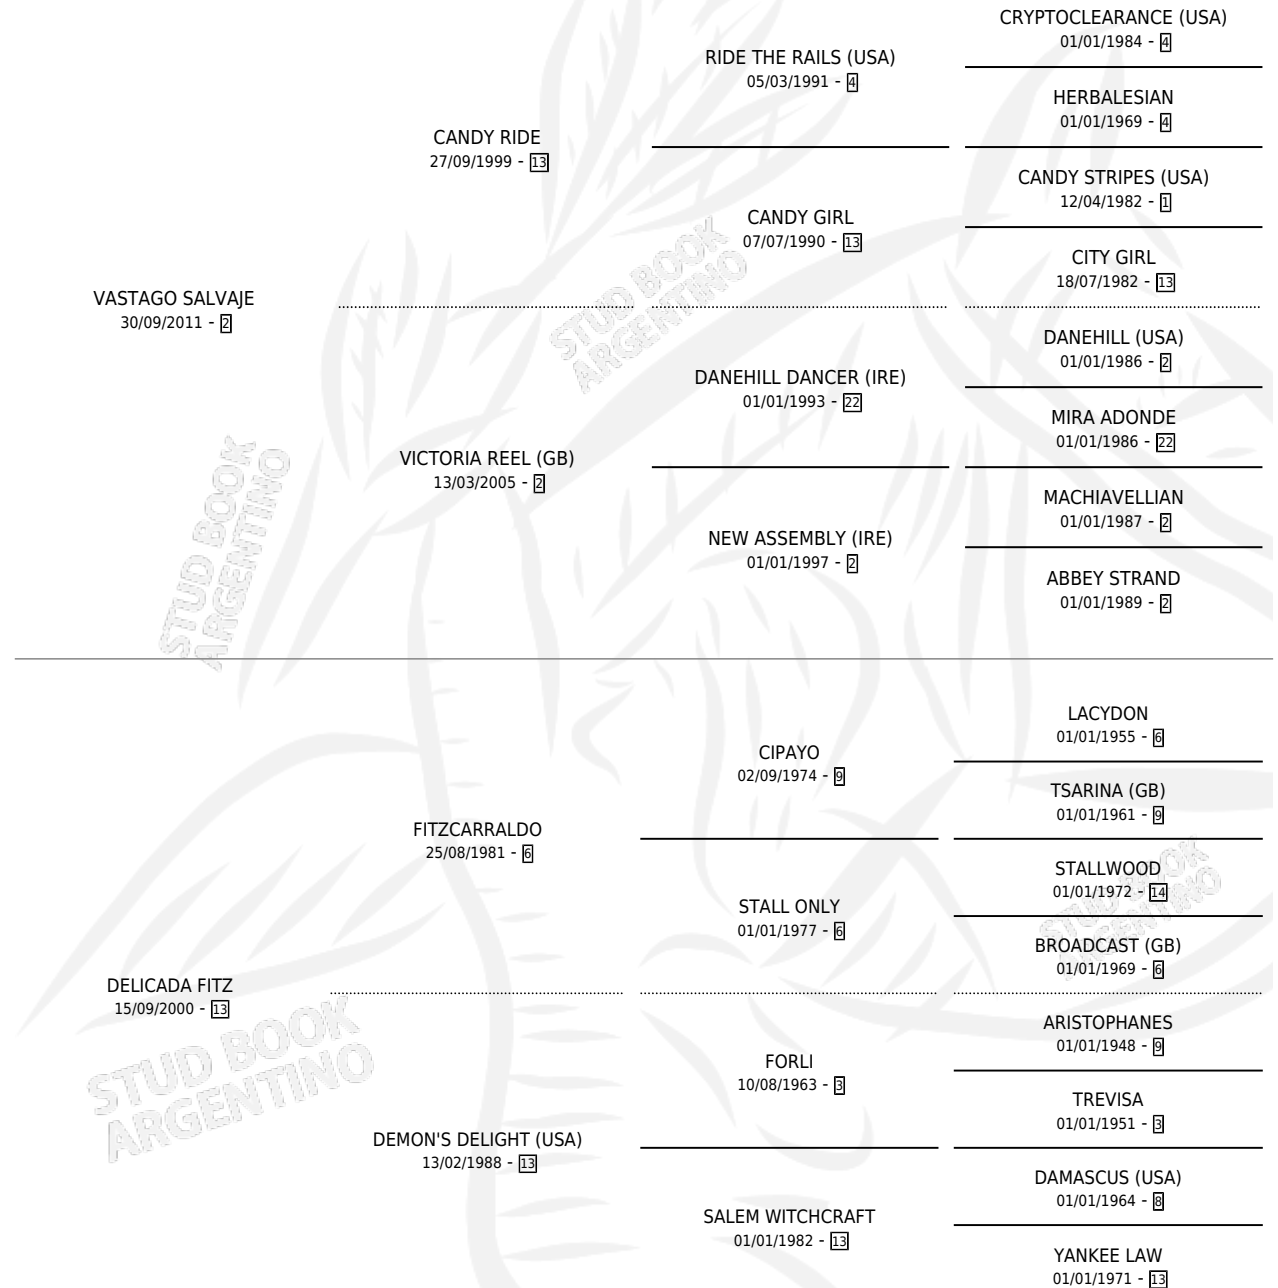 CRYPTOCLEARANCE (USA)
01/01/1984 - 4
RIDE THE RAILS (USA)
05/03/1991 - 4
HERBALESIAN
01/01/1969 - 4
CANDY RIDE
27/09/1999 - 13
CANDY STRIPES (USA)
12/04/1982 - 1
CANDY GIRL
07/07/1990 - 13
CITY GIRL
18/07/1982 - 13
VASTAGO SALVAJE
30/09/2011 - 2
DANEHILL (USA)
01/01/1986 - 2
DANEHILL DANCER (IRE)
01/01/1993 - 22
MIRA ADONDE
01/01/1986 - 22
VICTORIA REEL (GB)
13/03/2005 - 2
MACHIAVELLIAN
01/01/1987 - 2
NEW ASSEMBLY (IRE)
01/01/1997 - 2
ABBEY STRAND
01/01/1989 - 2
LACYDON
01/01/1955 - 6
CIPAYO
02/09/1974 - 9
TSARINA (GB)
01/01/1961 - 9
FITZCARRALDO
25/08/1981 - 6
STALLWOOD
01/01/1972 - 14
STALL ONLY
01/01/1977 - 6
BROADCAST (GB)
01/01/1969 - 6
DELICADA FITZ
15/09/2000 - 13
ARISTOPHANES
01/01/1948 - 9
FORLI
10/08/1963 - 3
TREVISA
01/01/1951 - 3
DEMON'S DELIGHT (USA)
13/02/1988 - 13
DAMASCUS (USA)
01/01/1964 - 8
SALEM WITCHCRAFT
01/01/1982 - 13
YANKEE LAW
01/01/1971 - 13
STUD BOOK
ARGENTINO
STUD BOOK
ARGENTINO
STUD BOOK
ARGENTINO
STUD BOOK
ARGENTINO